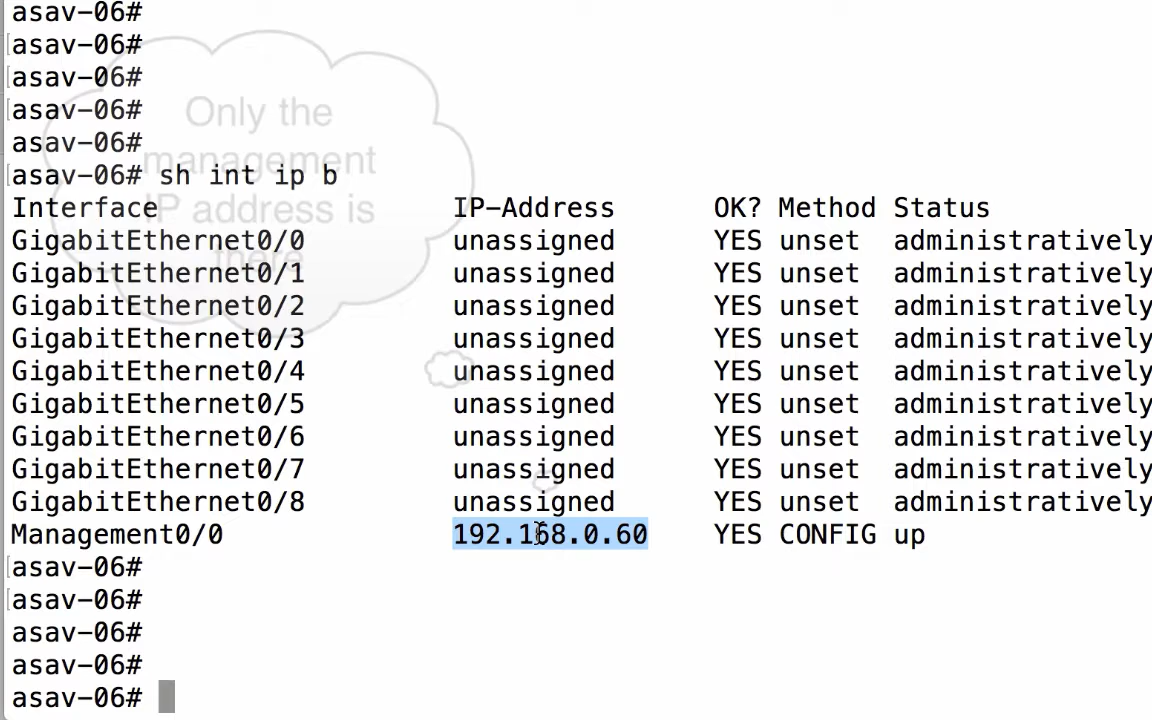 asav-06#
asav-06#
asav-06#
asav-06#
asav-06#
asav-06# sh int ip b
Interface IP-Address OK? Method Status
GigabitEthernet0/0 unassigned YES unset administratively
GigabitEthernet0/1 unassigned YES unset administratively
GigabitEthernet0/2 unassigned YES unset administratively
GigabitEthernet0/3 unassigned YES unset administratively
GigabitEthernet0/4 unassigned YES unset administratively
GigabitEthernet0/5 unassigned YES unset administratively
GigabitEthernet0/6 unassigned YES unset administratively
GigabitEthernet0/7 unassigned YES unset administratively
GigabitEthernet0/8 unassigned YES unset administratively
Management0/0 192.168.0.60 YES CONFIG up
asav-06#
asav-06#
asav-06#
asav-06#
asav-06#
Only the
management
IP address is
there